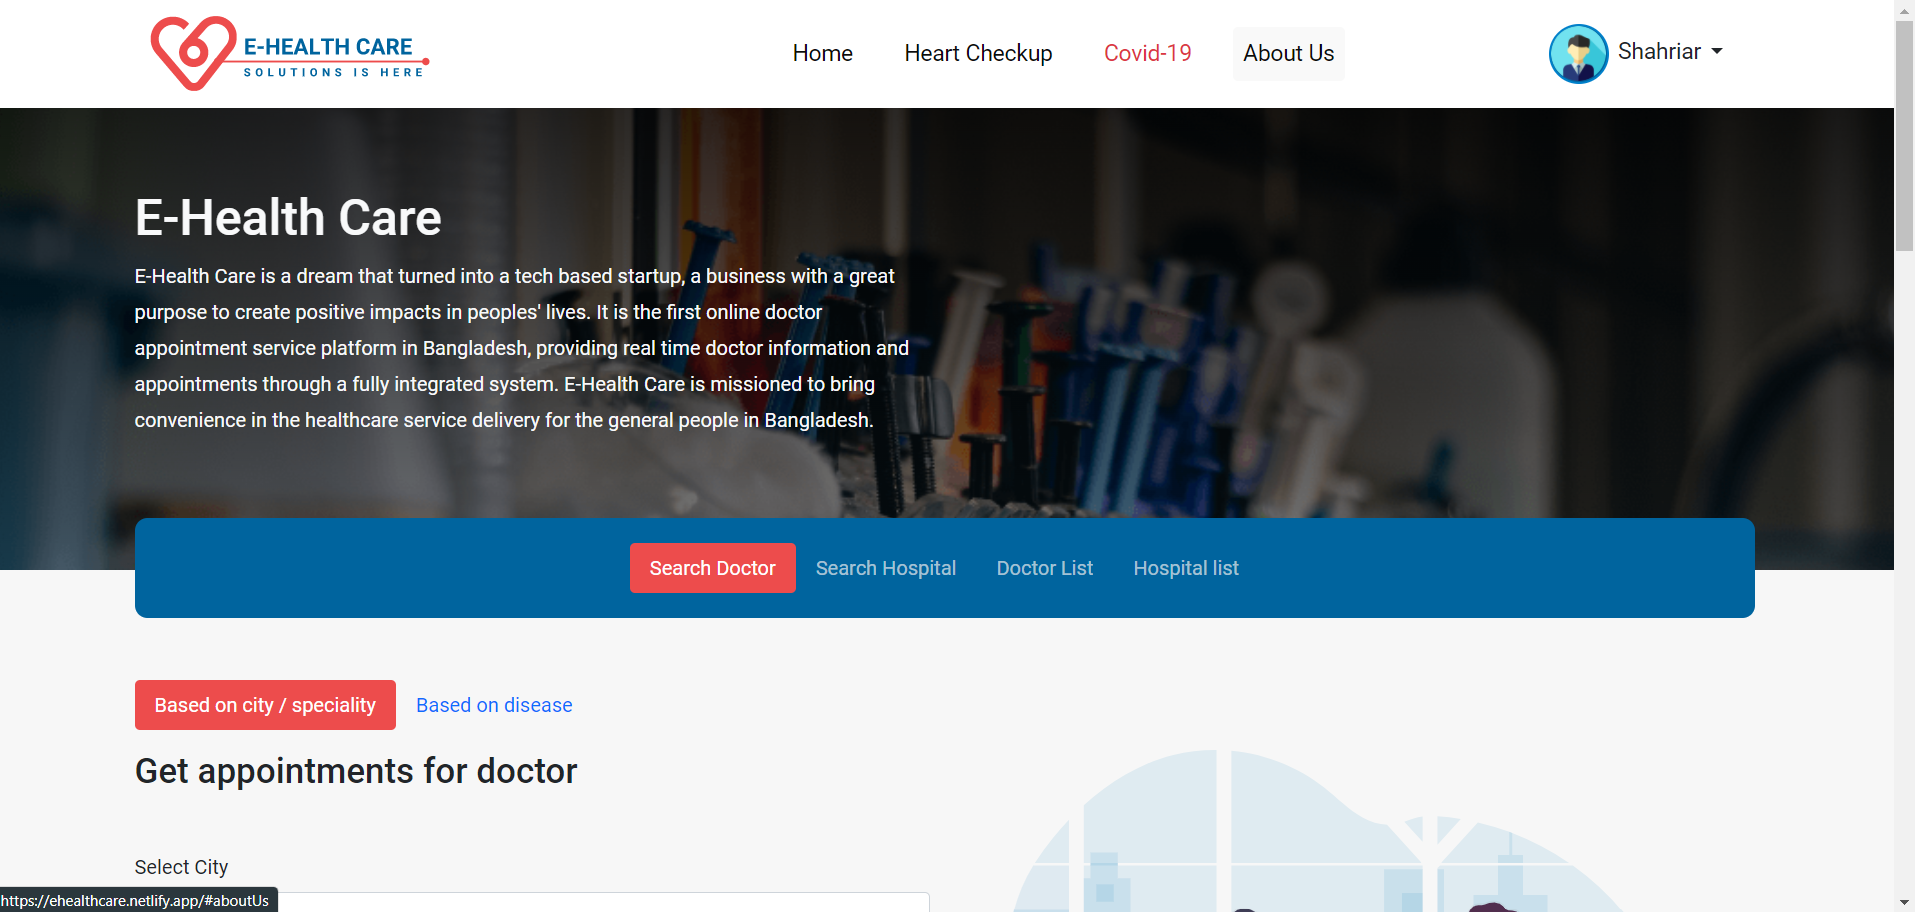 E-HEALTH CARE
SOLUTIONS IS HERE
Home
Heart Checkup
Covid-19
About Us
Shahriar
E-Health Care
E-Health Care is a dream that turned into a tech based startup, a business with a great
purpose to create positive impacts in peoples' lives. It is the first online doctor
appointment service platform in Bangladesh, providing real time doctor information and
appointments through a fully integrated system. E-Health Care is missioned to bring
convenience in the healthcare service delivery for the general people in Bangladesh.
Search Doctor
Search Hospital
Doctor List
Hospital list
Based on city / speciality
Based on disease
Get appointments for doctor
Select City
https://ehealthcare.netlify.app/#aboutUs